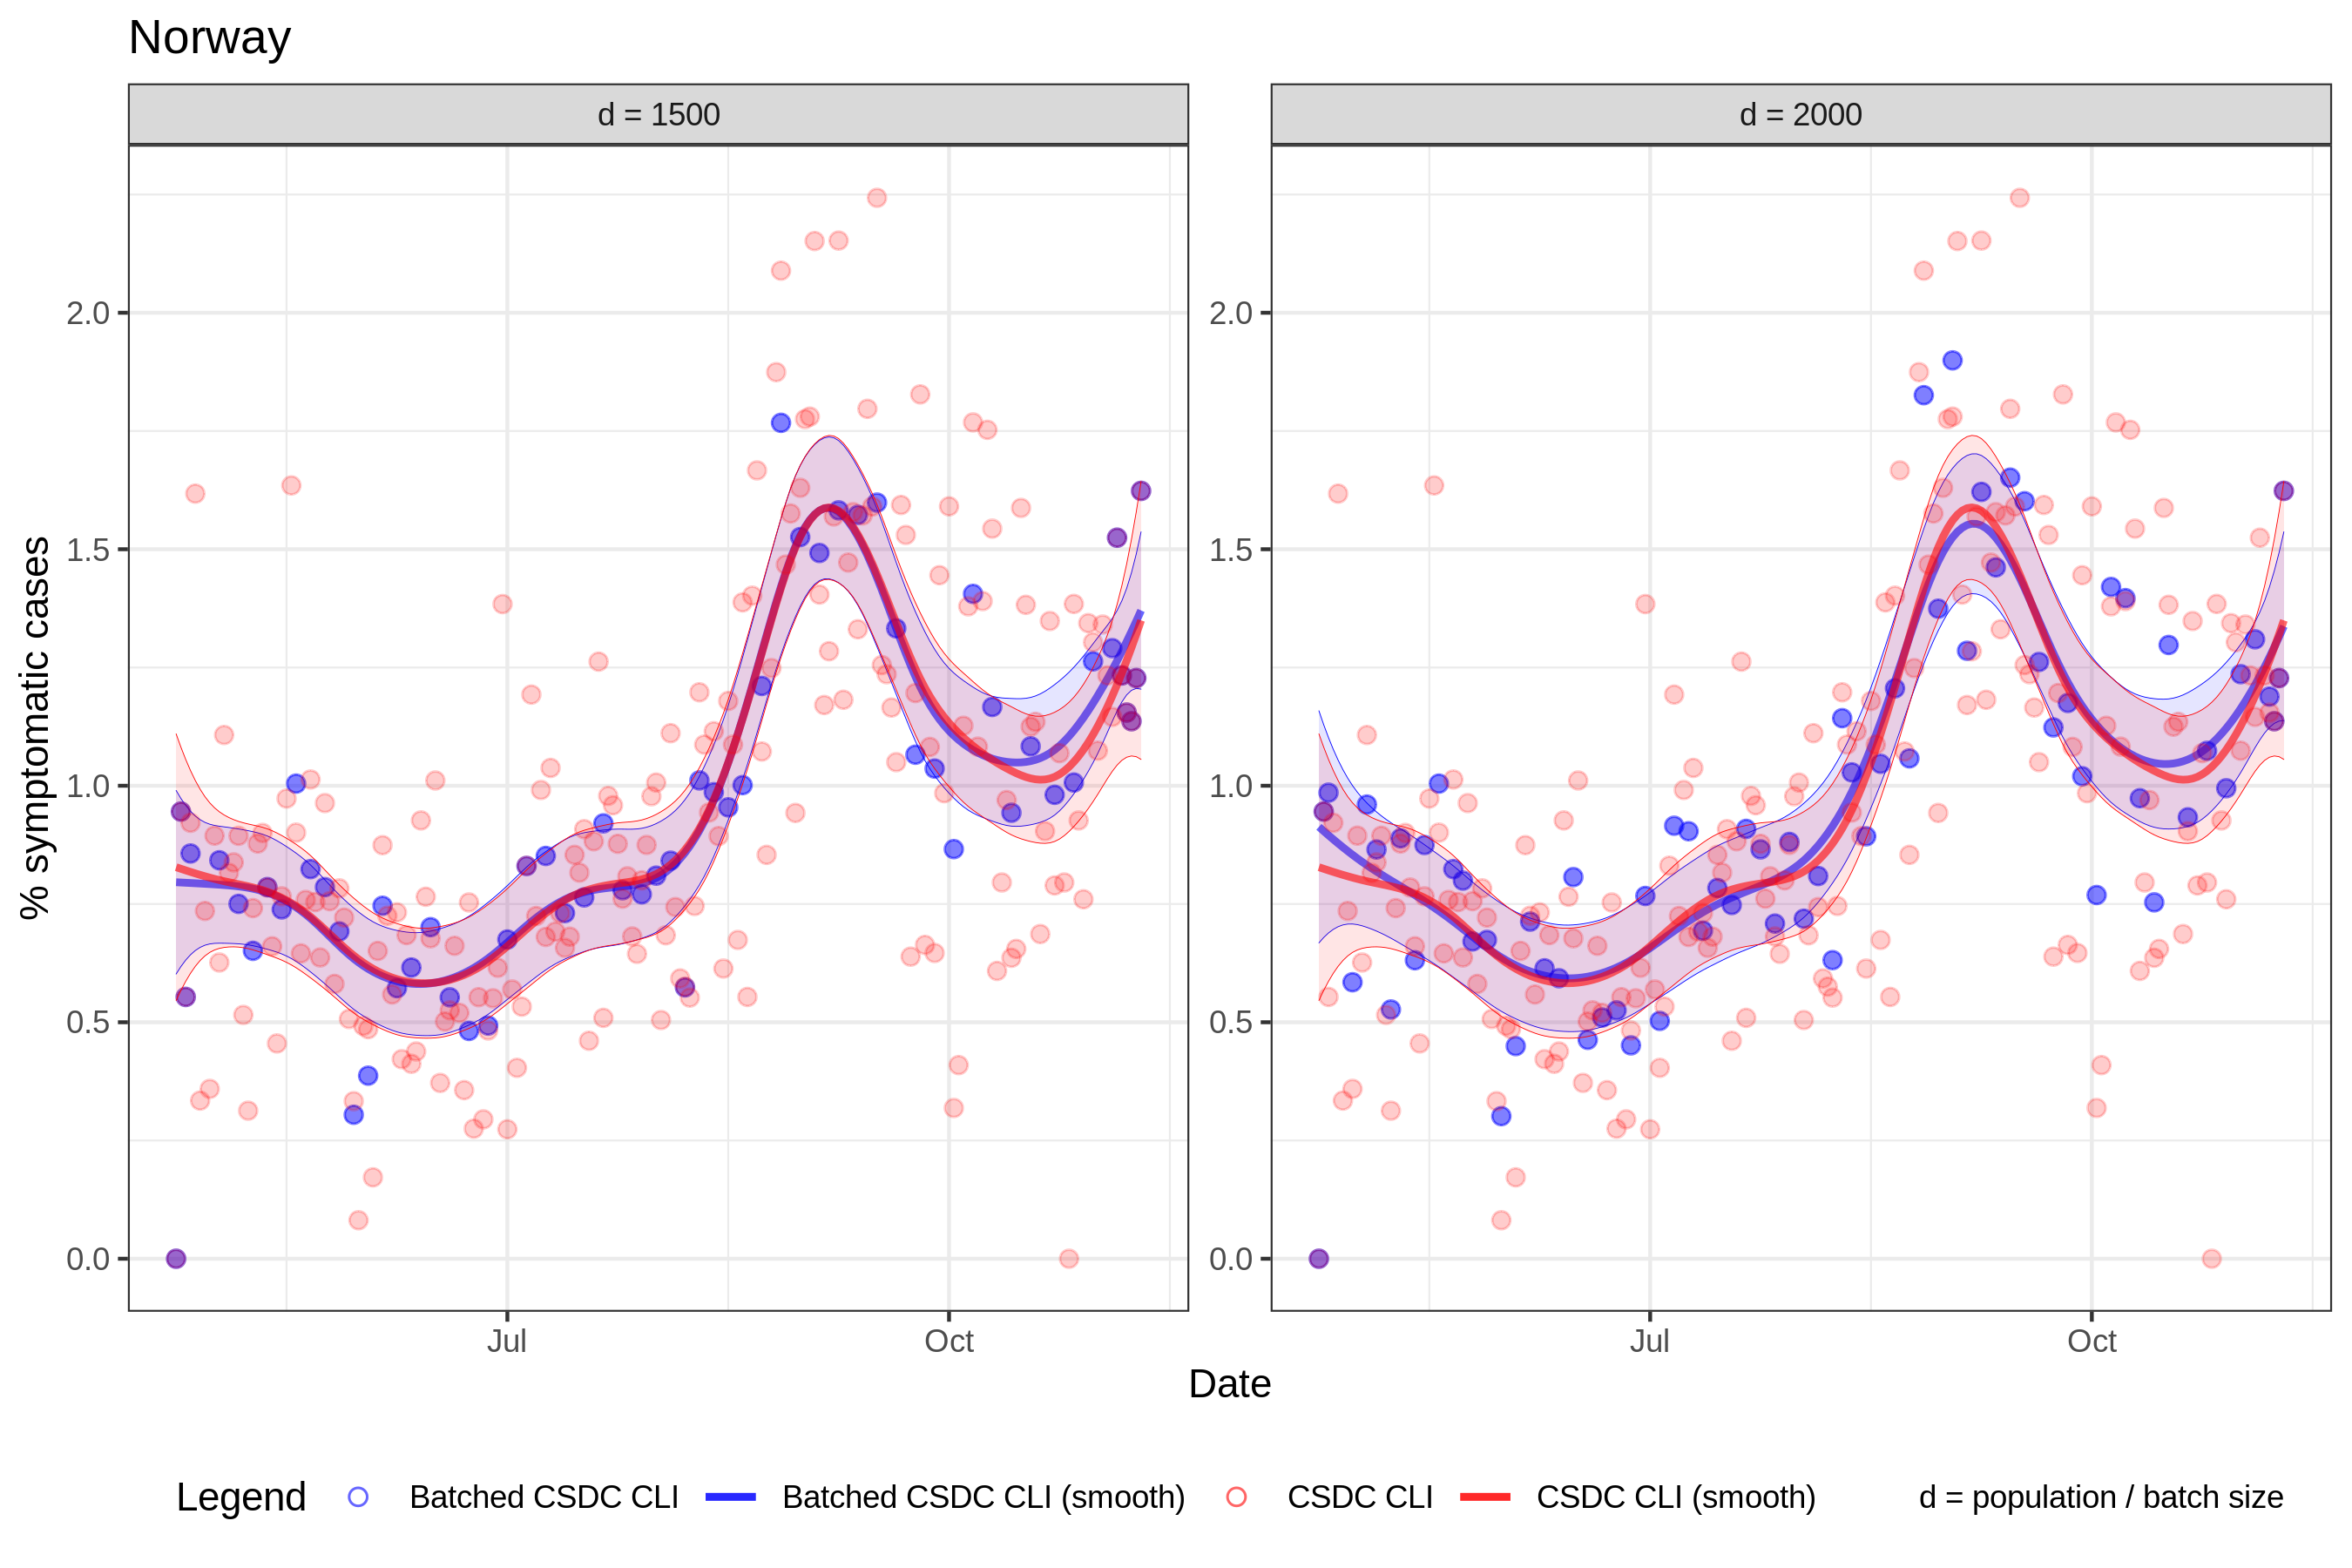 Norway
d = 1500
d = 2000
% symptomatic cases
2.0
1.5
1.0
0.5
0.0
2.0
1.5
1.0
0.5
0.0
Jul
Oct
Jul
Oct
Date
Legend
Batched CSDC CLI
Batched CSDC CLI (smooth)
CSDC CLI
CSDC CLI (smooth)
d = population / batch size